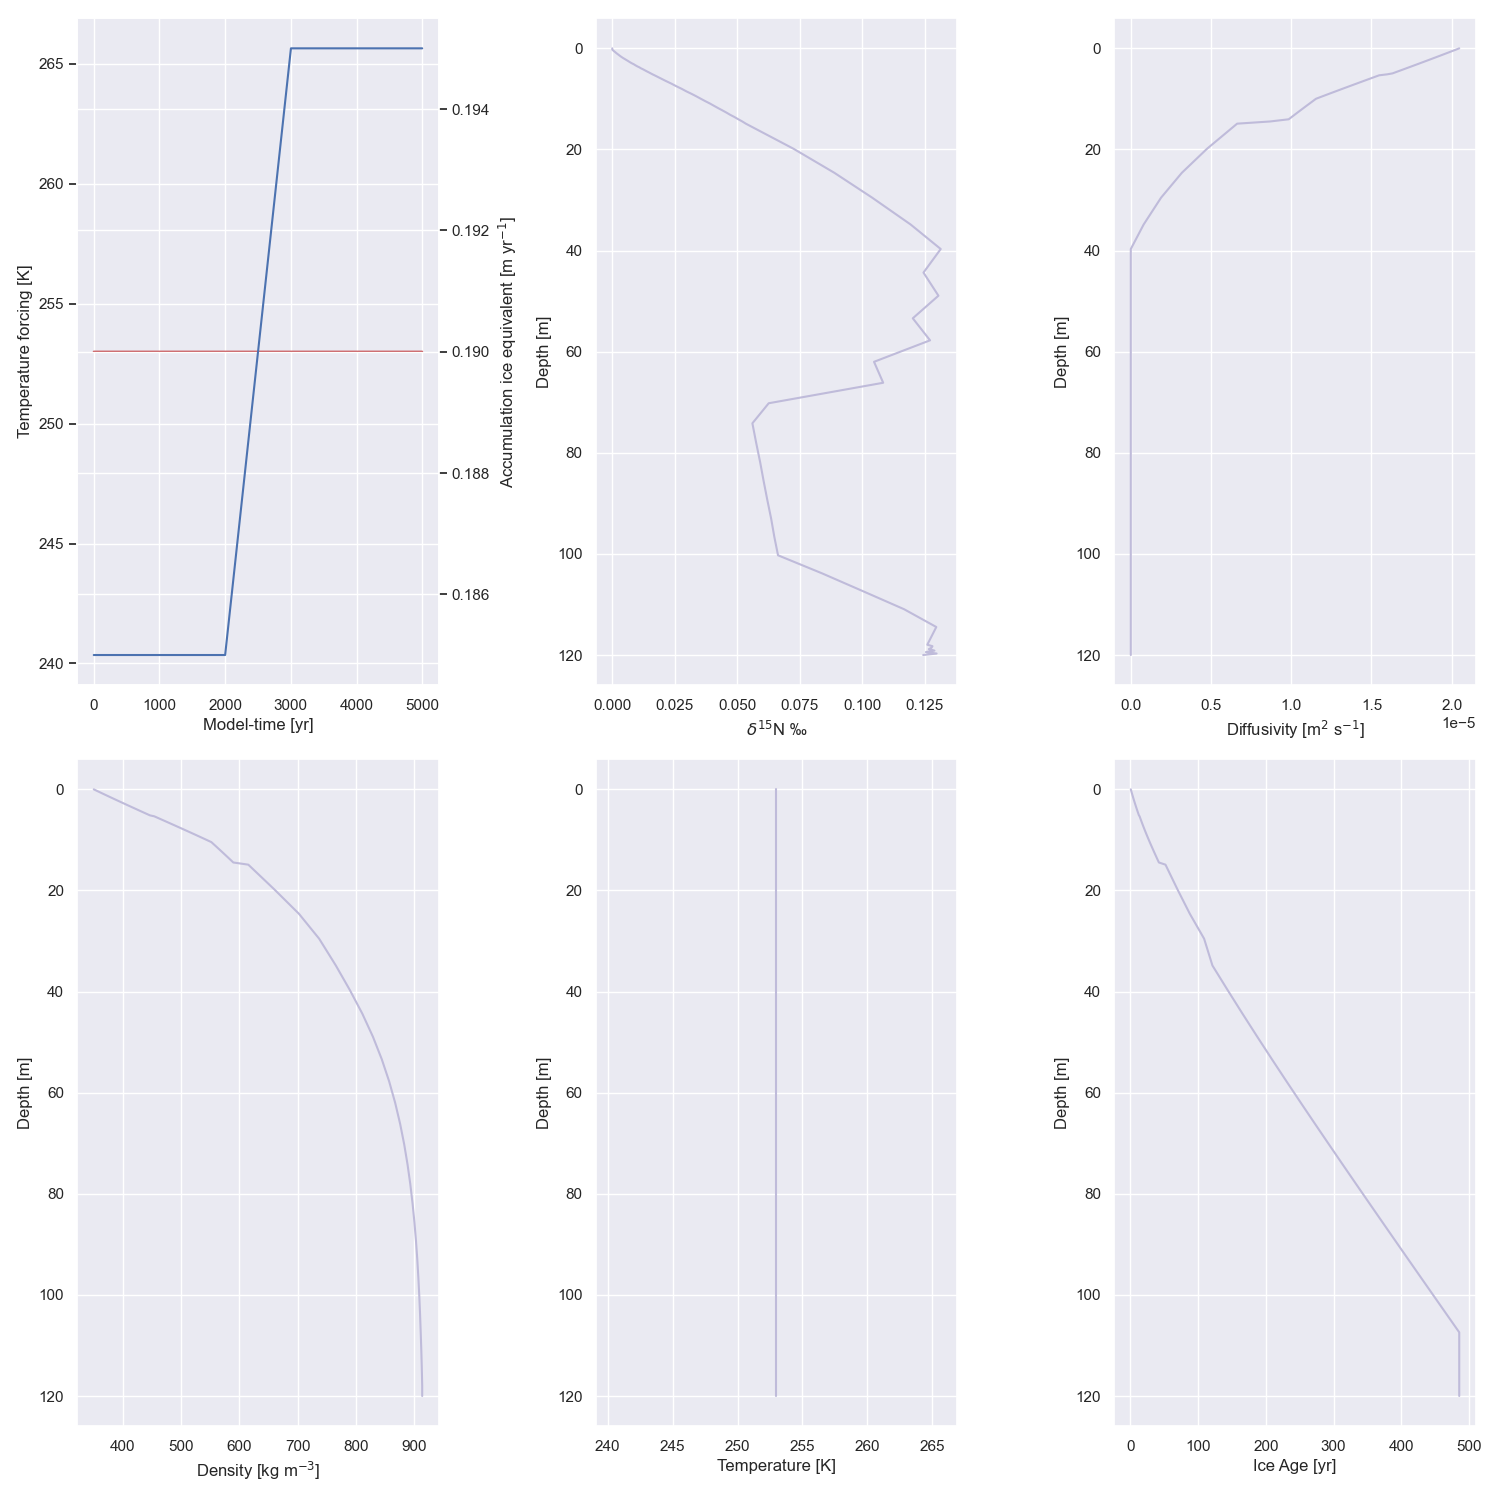 Temperature forcing [K]
265
260
255
250
245
240
0 1000 2000 3000 4000 5000
Model-time [yr]
0.194
0.192
0.190
0.188
0.186
Accumulation ice equivalent [m yr⁻¹]
Depth [m]
0
20
40
60
80
100
120
0.000 0.025 0.050 0.075 0.100 0.125
δ¹⁵N ‰
Depth [m]
0
20
40
60
80
100
120
0.0 0.5 1.0 1.5 2.0
1e−5
Diffusivity [m² s⁻¹]
Depth [m]
0
20
40
60
80
100
120
400 500 600 700 800 900
Density [kg m⁻³]
Depth [m]
0
20
40
60
80
100
120
240 245 250 255 260 265
Temperature [K]
Depth [m]
0
20
40
60
80
100
120
0 100 200 300 400 500
Ice Age [yr]